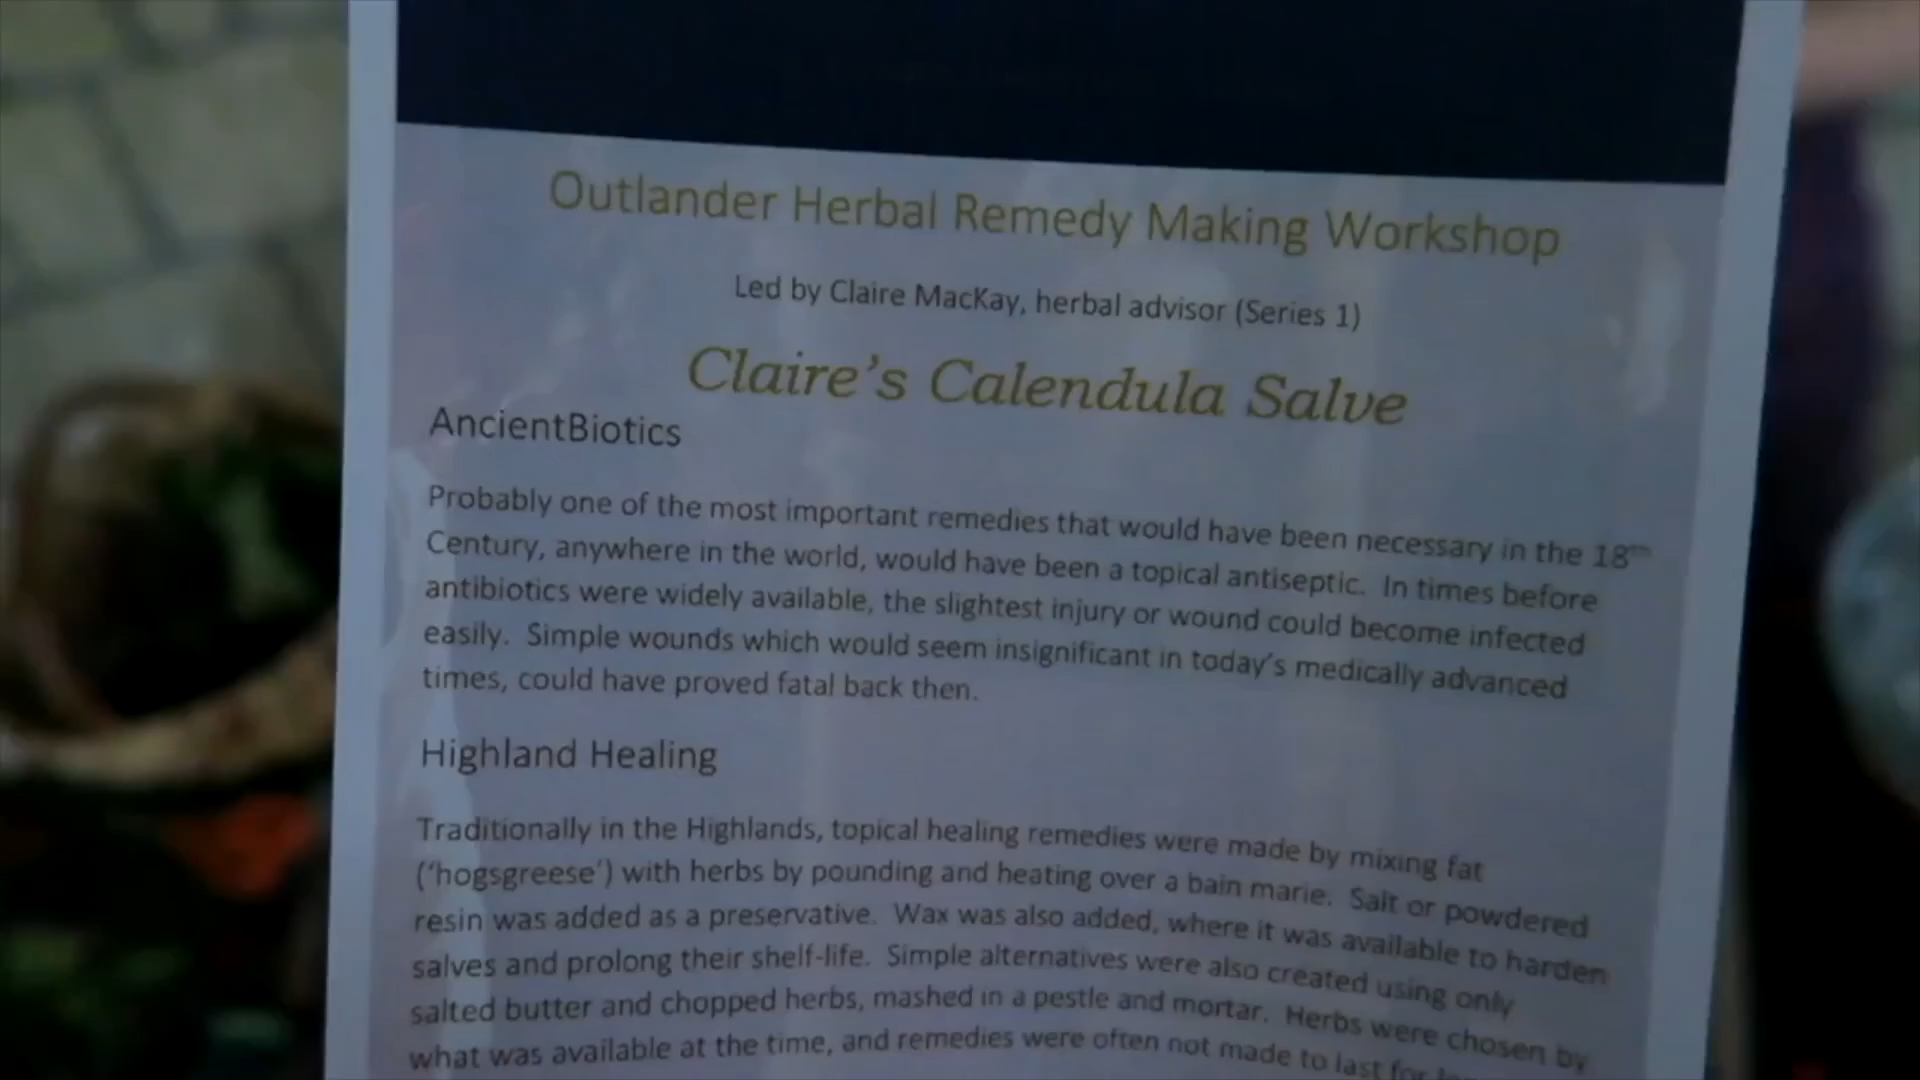 Outlander Herbal Remedy Making Workshop
Led by Claire MacKay, herbal advisor (Series 1)
Claire's Calendula Salve
AncientBiotics
Probably one of the most important remedies that would have been necessary in the 18th
Century, anywhere in the world, would have been a topical antiseptic. In times before
antibiotics were widely available, the slightest injury or wound could become infected
easily. Simple wounds which would seem insignificant in today's medically advanced
times, could have proved fatal back then.
Highland Healing
Traditionally in the Highlands, topical healing remedies were made by mixing fat
('hogsgreese') with herbs by pounding and heating over a bain marie. Salt or powdered
resin was added as a preservative. Wax was also added, where it was available to harden
salves and prolong their shelf-life. Simple alternatives were also created using only
salted butter and chopped herbs, mashed in a pestle and mortar. Herbs were chosen by
what was available at the time, and remedies were often not made to last for